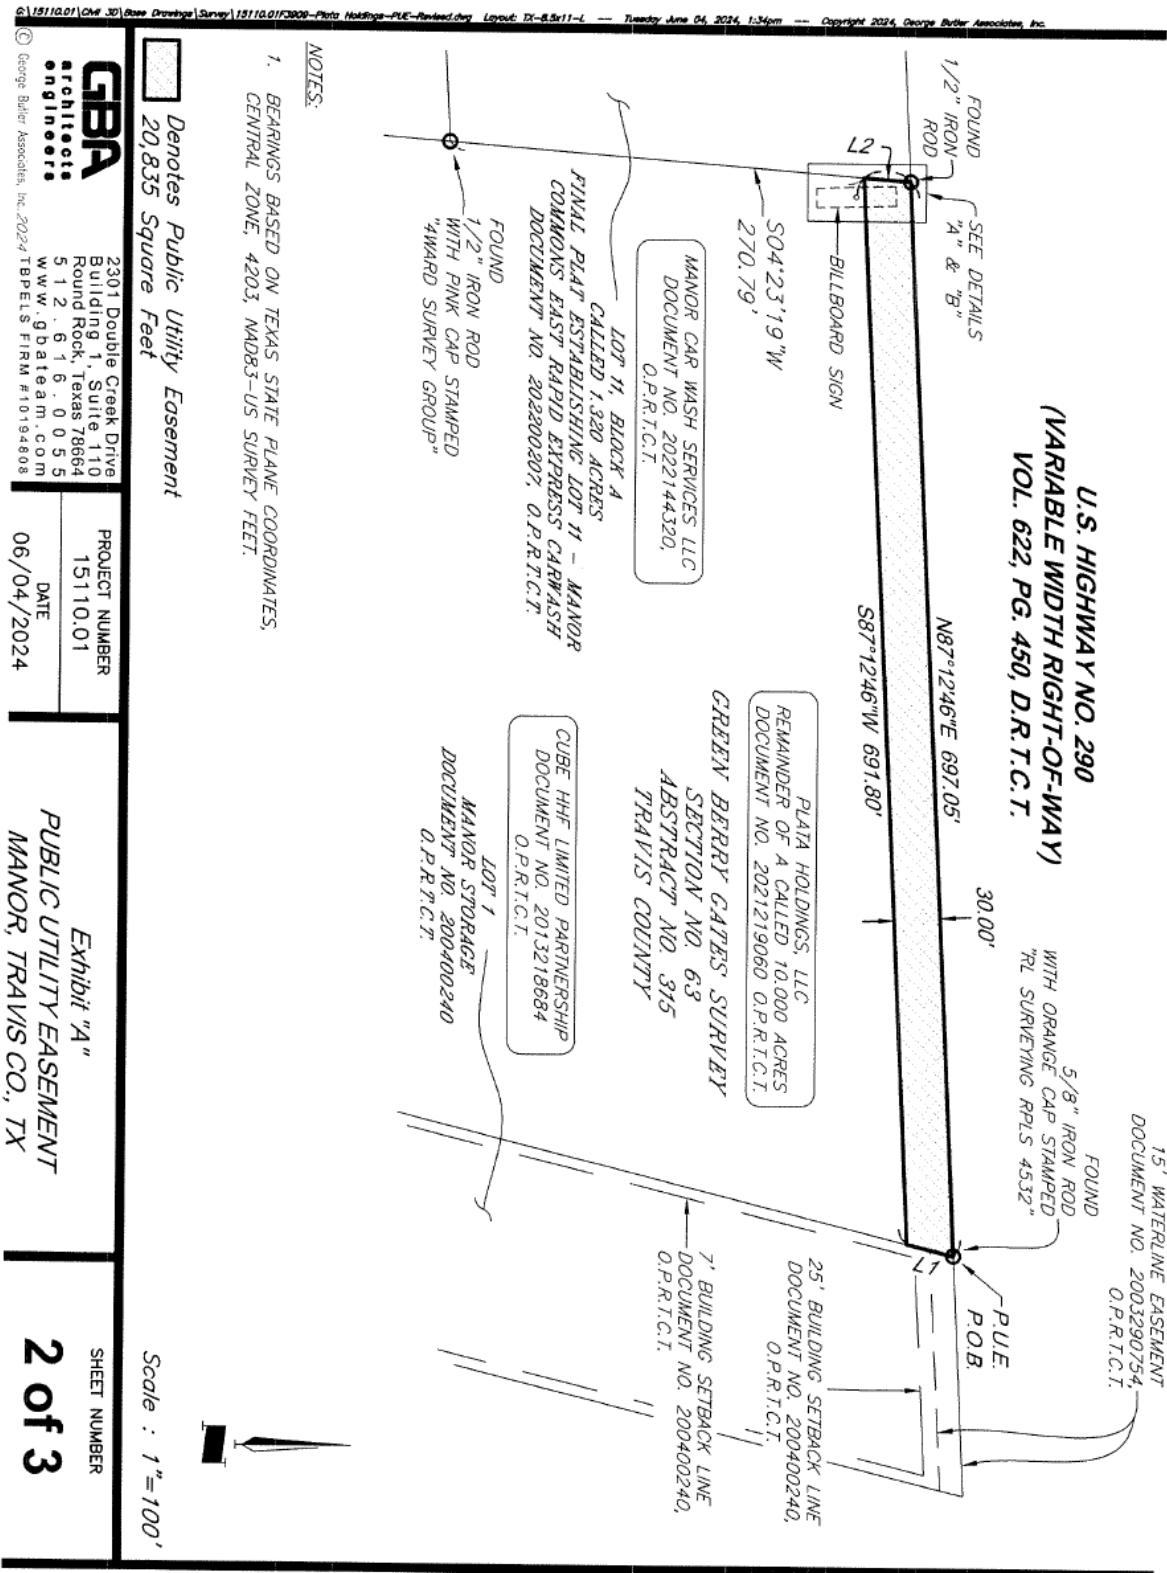 G:\15110.01\Civil 3D\Base Drawings\Survey\15110.01F3909-Plata Holdings-PUE-Revised.dwg Layout: TX-8.5x11-L — Tuesday June 04, 2024, 1:34pm — Copyright 2024, George Butler Associates, Inc.
U.S. HIGHWAY NO. 290
(VARIABLE WIDTH RIGHT-OF-WAY)
VOL. 622, PG. 450, D.R.T.C.T.
15' WATERLINE EASEMENT
DOCUMENT NO. 2003290754,
O.P.R.T.C.T.
FOUND
5/8" IRON ROD
WITH ORANGE CAP STAMPED
"RL SURVEYING RPLS 4532"
FOUND
1/2" IRON
ROD
SEE DETAILS
"A" & "B"
L2
BILLBOARD SIGN
N87°12'46"E 697.05'
S87°12'46"W 691.80'
30.00'
P.U.E.
P.O.B.
L1
S04°23'19"W
270.79'
MANOR CAR WASH SERVICES LLC
DOCUMENT NO. 2022144320,
O.P.R.T.C.T.
LOT 11, BLOCK A
CALLED 1.320 ACRES
FINAL PLAT ESTABLISHING LOT 11 - MANOR
COMMONS EAST RAPID EXPRESS CARWASH
DOCUMENT NO. 202200207, O.P.R.T.C.T.
PLATA HOLDINGS, LLC
REMAINDER OF A CALLED 10.000 ACRES
DOCUMENT NO. 2021219060 O.P.R.T.C.T.
GREEN BERRY GATES SURVEY
SECTION NO. 63
ABSTRACT NO. 315
TRAVIS COUNTY
25' BUILDING SETBACK LINE
DOCUMENT NO. 200400240,
O.P.R.T.C.T.
7' BUILDING SETBACK LINE
DOCUMENT NO. 200400240,
O.P.R.T.C.T.
CUBE HHF LIMITED PARTNERSHIP
DOCUMENT NO. 2013218684
O.P.R.T.C.T.
LOT 1
MANOR STORAGE
DOCUMENT NO. 200400240
O.P.R.T.C.T.
FOUND
1/2" IRON ROD
WITH PINK CAP STAMPED
"4WARD SURVEY GROUP"
NOTES:
1. BEARINGS BASED ON TEXAS STATE PLANE COORDINATES,
CENTRAL ZONE, 4203, NAD83-US SURVEY FEET.
Denotes Public Utility Easement
20,835 Square Feet
Scale : 1"=100'
GBA
architects
engineers
© George Butler Associates, Inc. 2024
2301 Double Creek Drive
Building 1, Suite 110
Round Rock, Texas 78664
512.616.0055
www.gbateam.com
TBPELS FIRM #10194808
PROJECT NUMBER
15110.01
DATE
06/04/2024
Exhibit "A"
PUBLIC UTILITY EASEMENT
MANOR, TRAVIS CO., TX
SHEET NUMBER
2 of 3